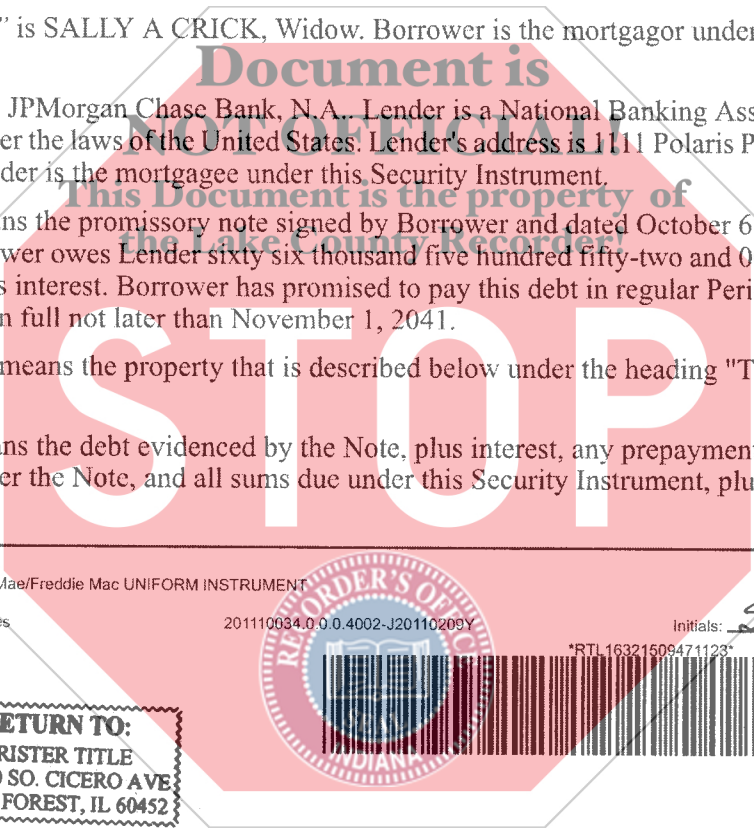 " is SALLY A CRICK, Widow. Borrower is the mortgagor under
Document is
JPMorgan Chase Bank, N.A.. Lender is a National Banking Ass
er the laws of the United States. Lender's address is 1111 Polaris P
NOT OFFICIAL!
der is the mortgagee under this Security Instrument.
This Document is the property of
ns the promissory note signed by Borrower and dated October 6
the Lake County Recorder!
wer owes Lender sixty six thousand five hundred fifty-two and 0
s interest. Borrower has promised to pay this debt in regular Peri
n full not later than November 1, 2041.
means the property that is described below under the heading "T
STOP
ns the debt evidenced by the Note, plus interest, any prepayment
er the Note, and all sums due under this Security Instrument, plu
Mae/Freddie Mac UNIFORM INSTRUMENT
es
201110034.0.0.0.4002-J20110209Y
Initials:
*RTL16321509471123*
RECORDER'S OFFICE
SEAL
INDIANA
ETURN TO:
RISTER TITLE
SO. CICERO AVE
FOREST, IL 60452